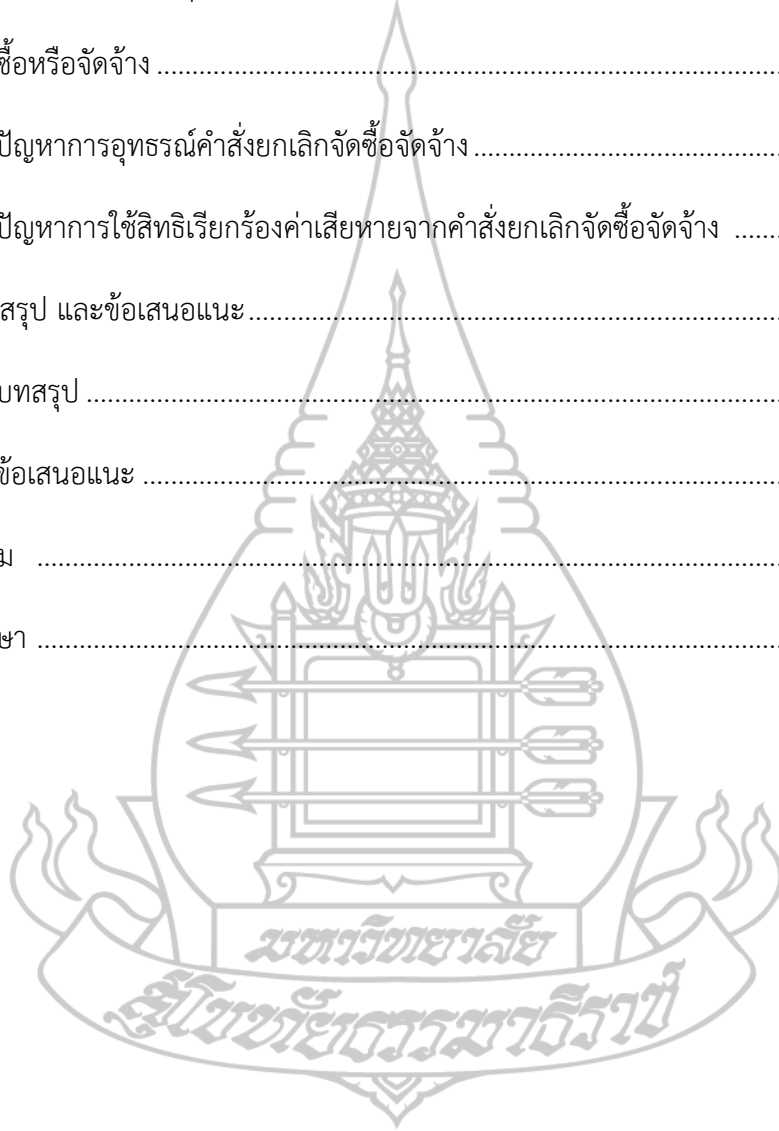 ซื้อหรือจัดจ้าง ....................................................................................
ปัญหาการอุทธรณ์คำสั่งยกเลิกจัดซื้อจัดจ้าง ...........................................
ปัญหาการใช้สิทธิเรียกร้องค่าเสียหายจากคำสั่งยกเลิกจัดซื้อจัดจ้าง .......
สรุป และข้อเสนอแนะ ..........................................................................
บทสรุป ..............................................................................................
ข้อเสนอแนะ .......................................................................................
ม .......................................................................................................
ษา ......................................................................................................
มหาวิทยาลัย
สุโขทัยธรรมาธิราช